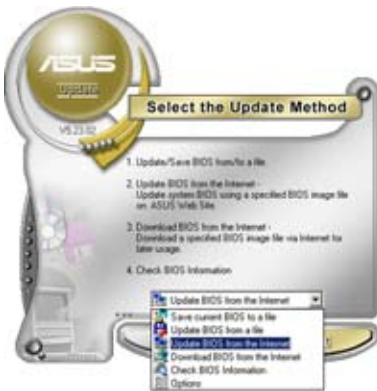 ASUS
Update
V5.23.02
Select the Update Method
1. Update/Save BIOS from/to a file
2. Update BIOS from the Internet -
Update system BIOS using a specified BIOS image file
on ASUS Web Site.
3. Download BIOS from the Internet -
Download a specified BIOS image file via Internet for
later usage.
4. Check BIOS Information
Update BIOS from the Internet
Save current BIOS to a file
Update BIOS from a file
Update BIOS from the Internet
Download BIOS from the Internet
Check BIOS Information
Options